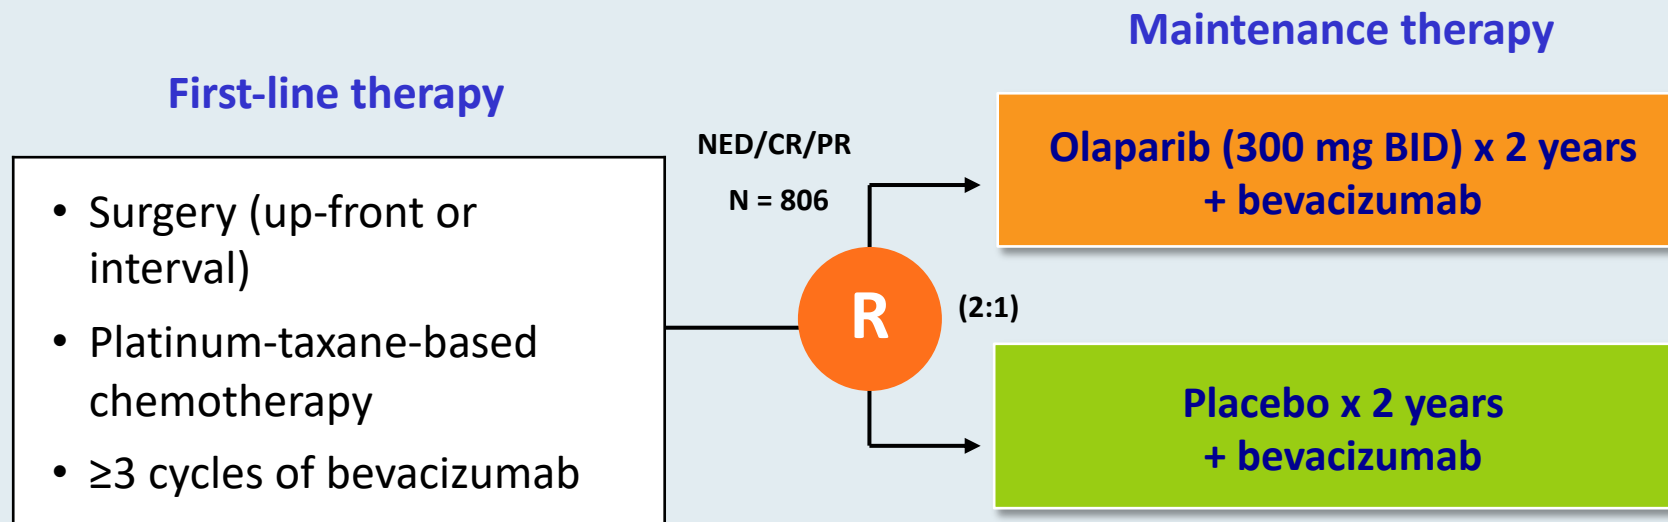 Maintenance therapy
First-line therapy
• Surgery (up-front or
interval)
• Platinum-taxane-based
chemotherapy
• ≥3 cycles of bevacizumab
NED/CR/PR
N = 806
R
(2:1)
Olaparib (300 mg BID) x 2 years
+ bevacizumab
Placebo x 2 years
+ bevacizumab